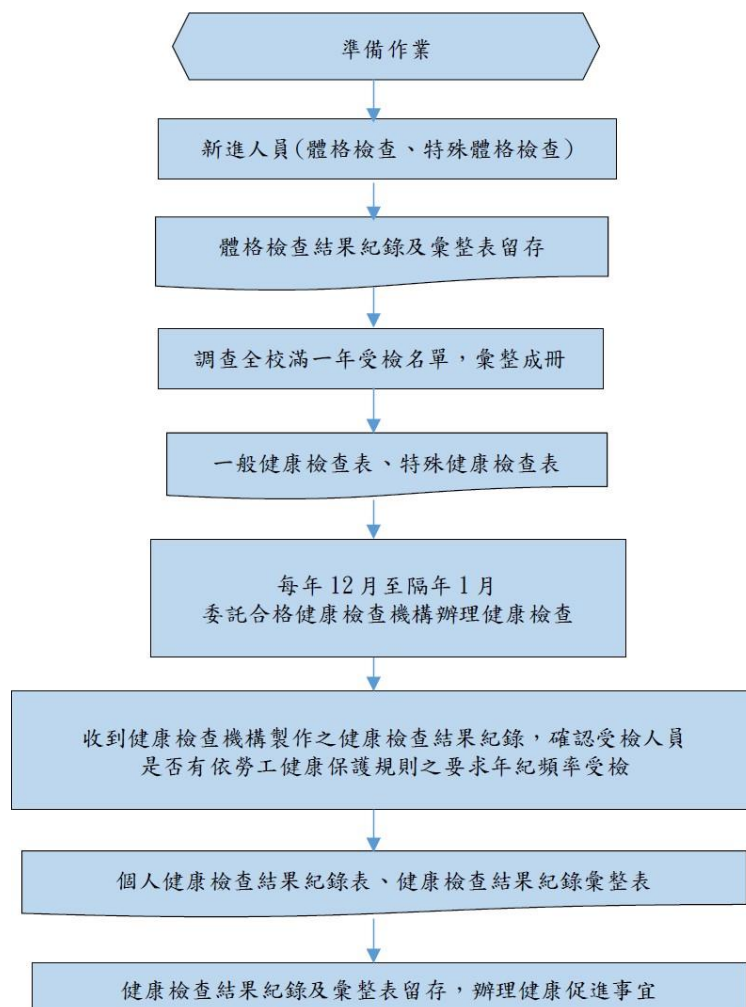 準備作業
新進人員(體格檢查、特殊體格檢查)
體格檢查結果紀錄及彙整表留存
調查全校滿一年受檢名單，彙整成冊
一般健康檢查表、特殊健康檢查表
每年 12 月至隔年 1 月
委託合格健康檢查機構辦理健康檢查
收到健康檢查機構製作之健康檢查結果紀錄，確認受檢人員
是否有依勞工健康保護規則之要求年紀頻率受檢
個人健康檢查結果紀錄表、健康檢查結果紀錄彙整表
健康檢查結果紀錄及彙整表留存，辦理健康促進事宜